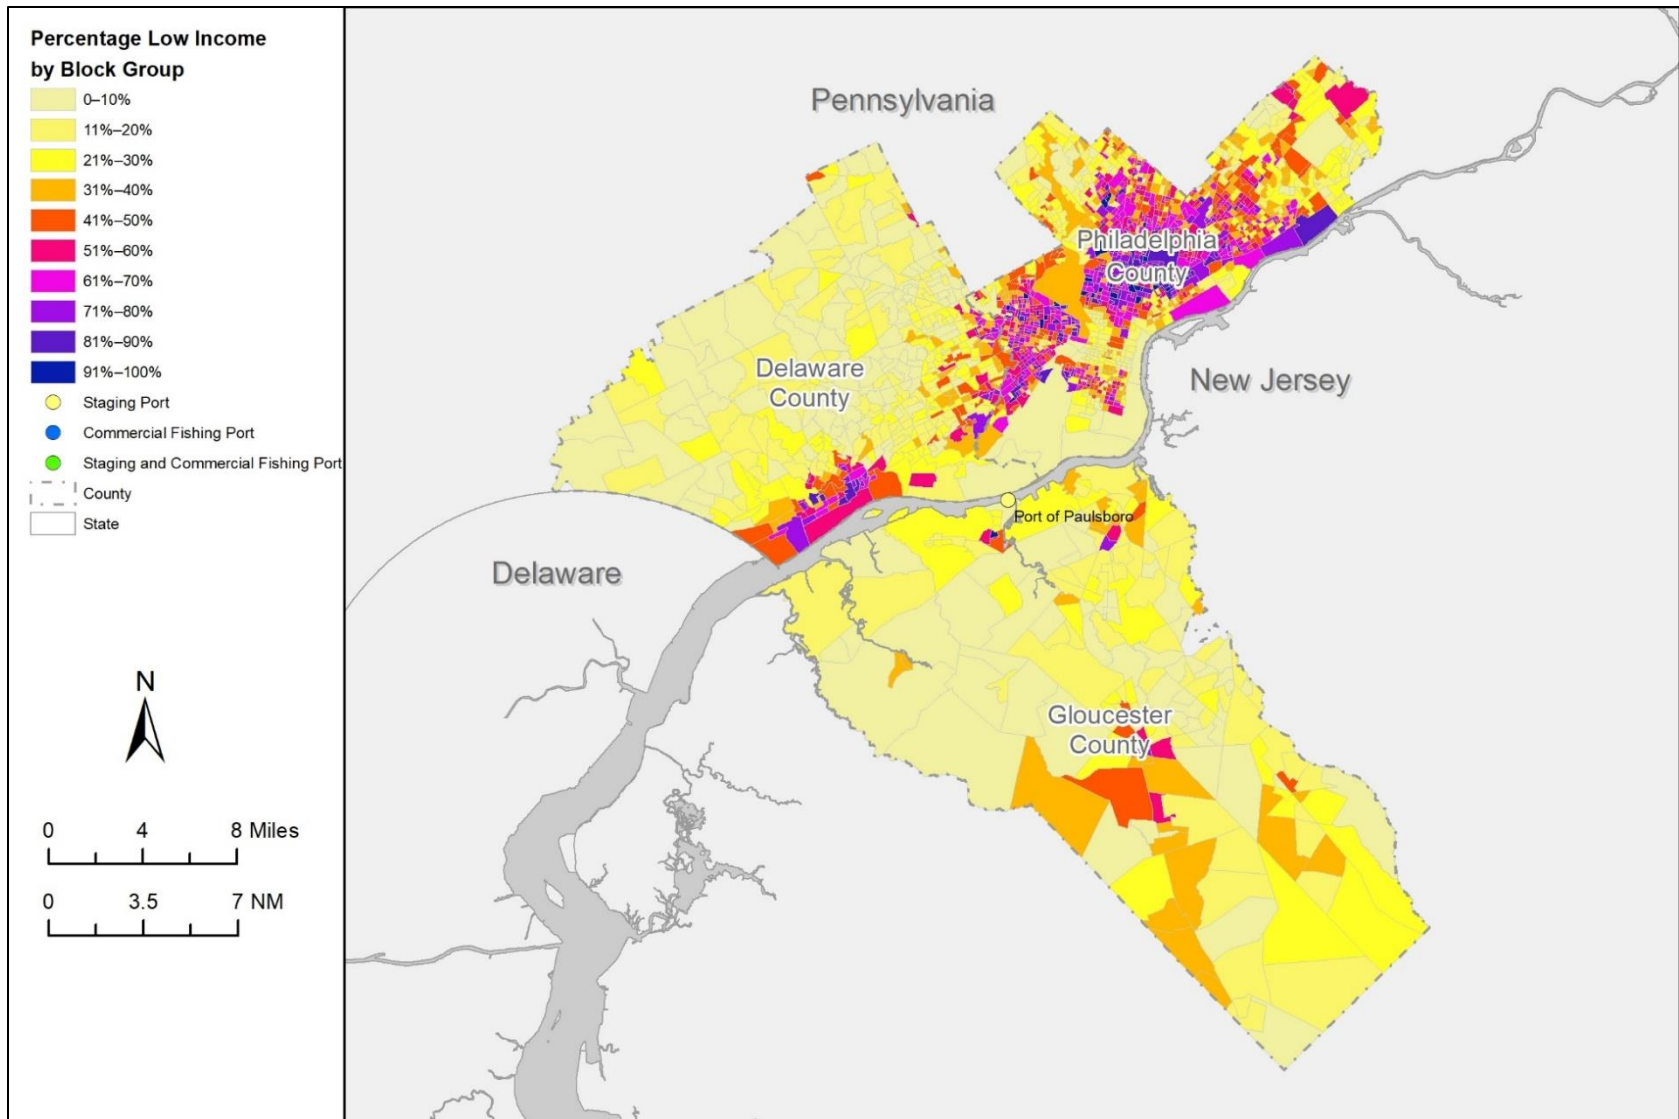 Percentage Low Income
by Block Group
0–10%
11%–20%
21%–30%
31%–40%
41%–50%
51%–60%
61%–70%
71%–80%
81%–90%
91%–100%
Staging Port
Commercial Fishing Port
Staging and Commercial Fishing Port
County
State
N
0 4 8 Miles
0 3.5 7 NM
Pennsylvania
Philadelphia
County
Delaware
County
New Jersey
Port of Paulsboro
Delaware
Gloucester
County